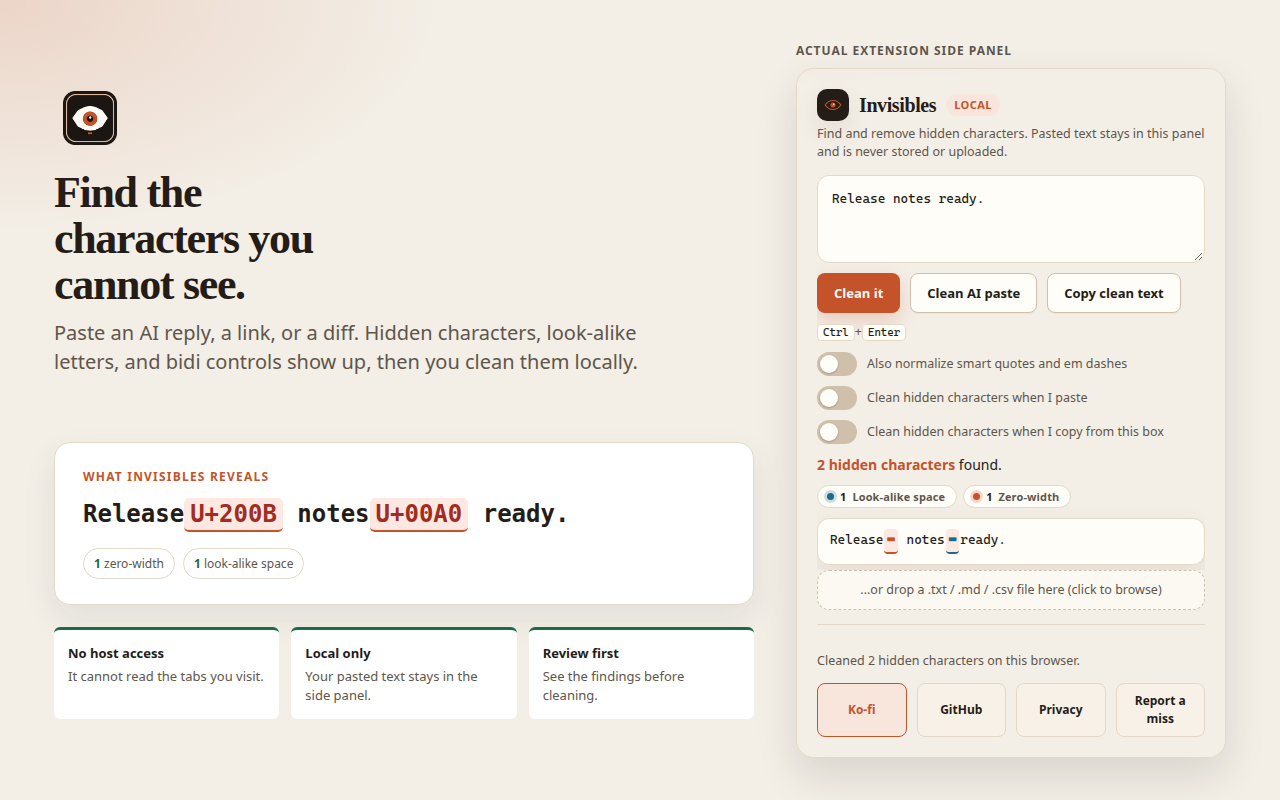 Find the
characters you
cannot see.
Paste an AI reply, a link, or a diff. Hidden characters, look-alike
letters, and bidi controls show up, then you clean them locally.
WHAT INVISIBLES REVEALS
Release U+200B notes U+00A0 ready.
1 zero-width 1 look-alike space
No host access
It cannot read the tabs you visit.
Local only
Your pasted text stays in the
side panel.
Review first
See the findings before
cleaning.
ACTUAL EXTENSION SIDE PANEL
Invisibles LOCAL
Find and remove hidden characters. Pasted text stays in this panel
and is never stored or uploaded.
Release notes ready.
Clean it Clean AI paste Copy clean text
Ctrl+Enter
Also normalize smart quotes and em dashes
Clean hidden characters when I paste
Clean hidden characters when I copy from this box
2 hidden characters found.
1 Look-alike space 1 Zero-width
Release notes ready.
...or drop a .txt / .md / .csv file here (click to browse)
Cleaned 2 hidden characters on this browser.
Ko-fi GitHub Privacy Report a
miss